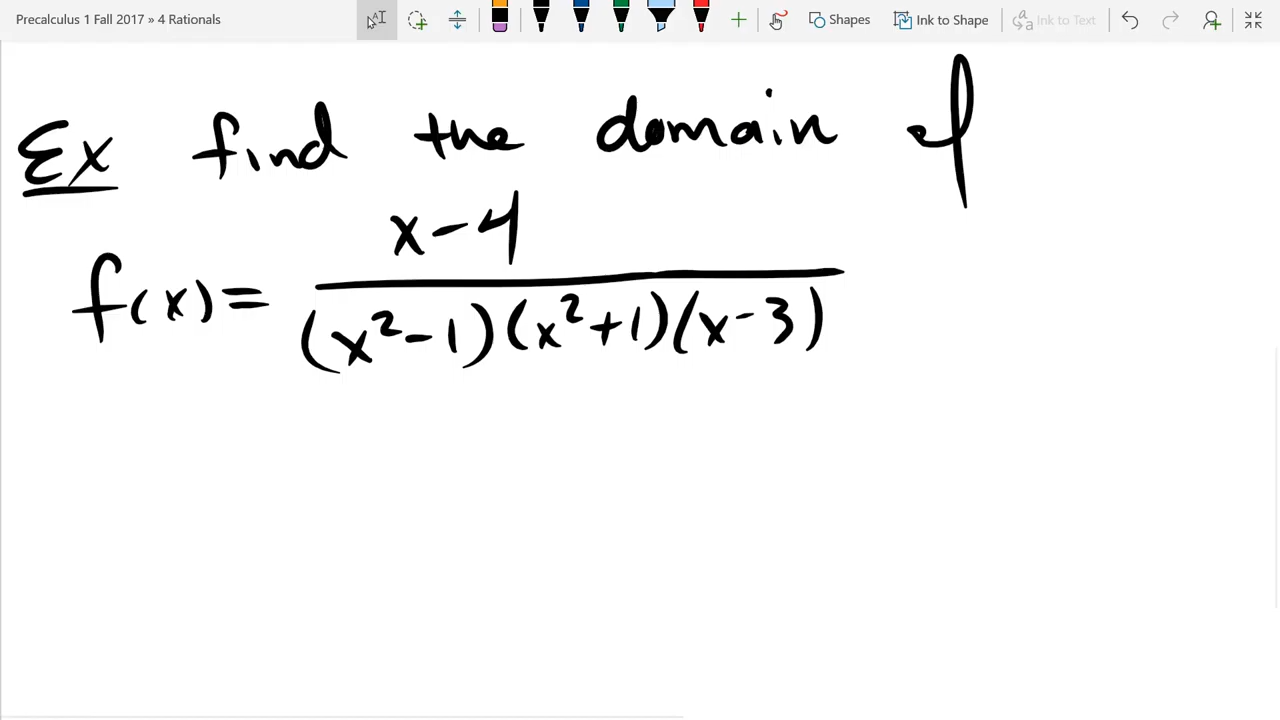 Precalculus 1 Fall 2017 » 4 Rationals
Shapes
Ink to Shape
Ink to Text
Ex find the domain of
x-4
f(x)=
(x²-1)(x²+1)(x-3)